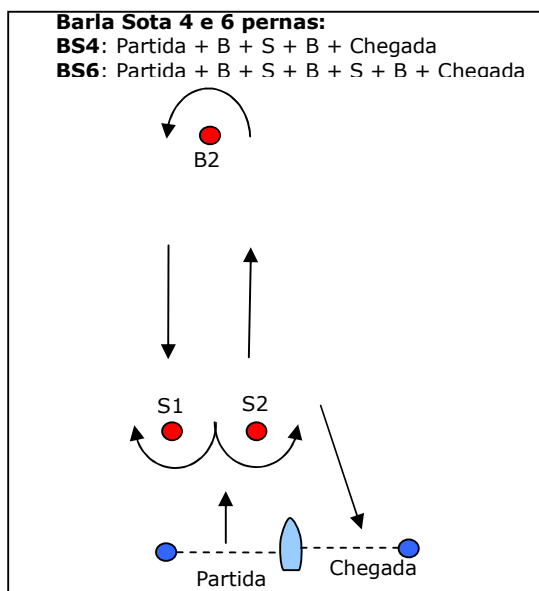 Barla Sota 4 e 6 pernas:
BS4: Partida + B + S + B + Chegada
BS6: Partida + B + S + B + S + B + Chegada
B2
S1 S2
Partida Chegada